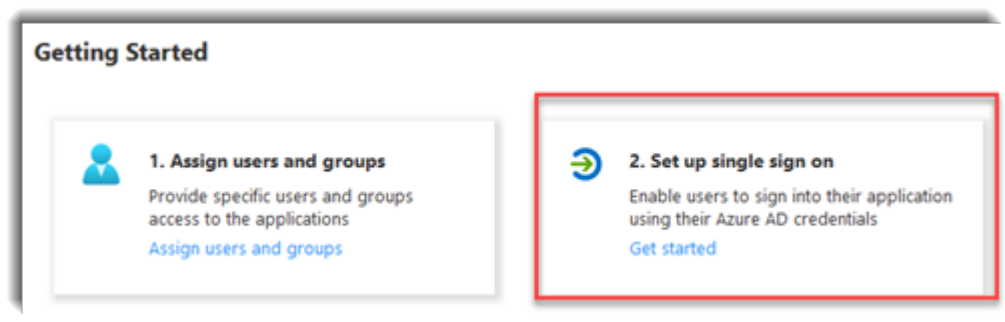 Getting Started
1. Assign users and groups
Provide specific users and groups
access to the applications
Assign users and groups
2. Set up single sign on
Enable users to sign into their application
using their Azure AD credentials
Get started